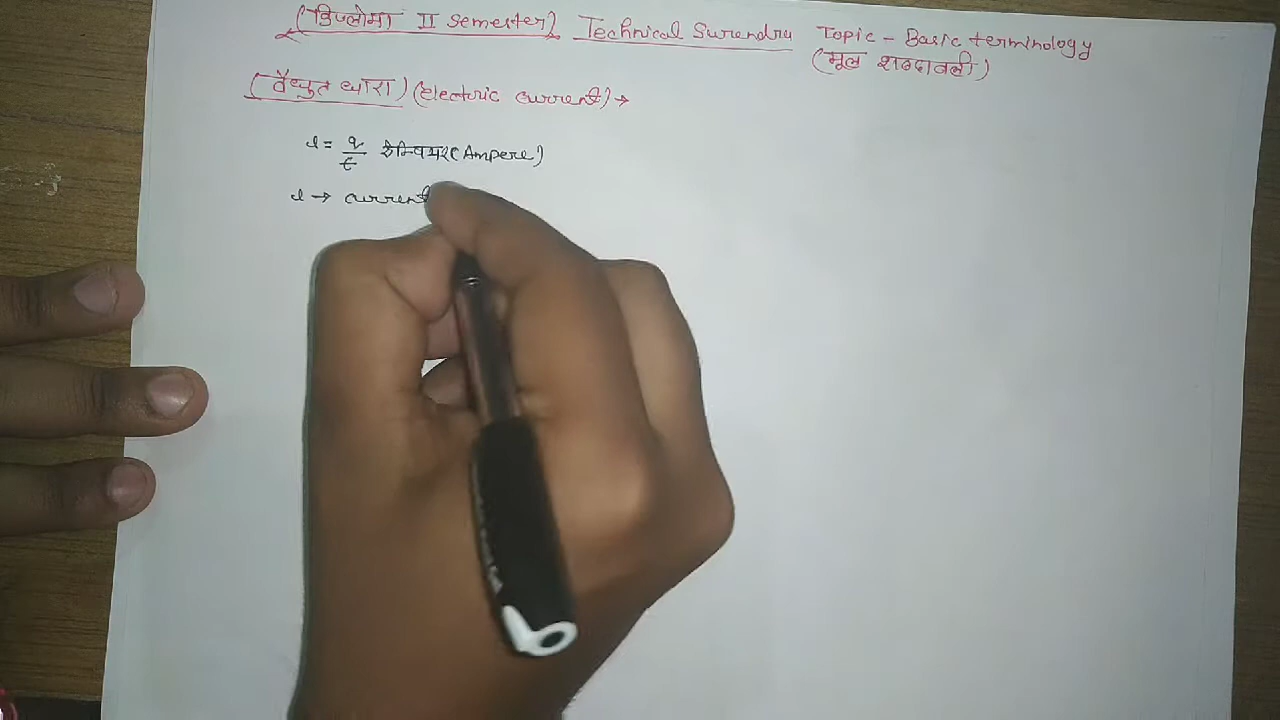 (डिप्लोमा II semester) Technical Surendra Topic - Basic terminology
(मूल शब्दावली)
(वैधुत धारा) (electric current) →
i = q/t ऐम्पियर (Ampere)
i → current